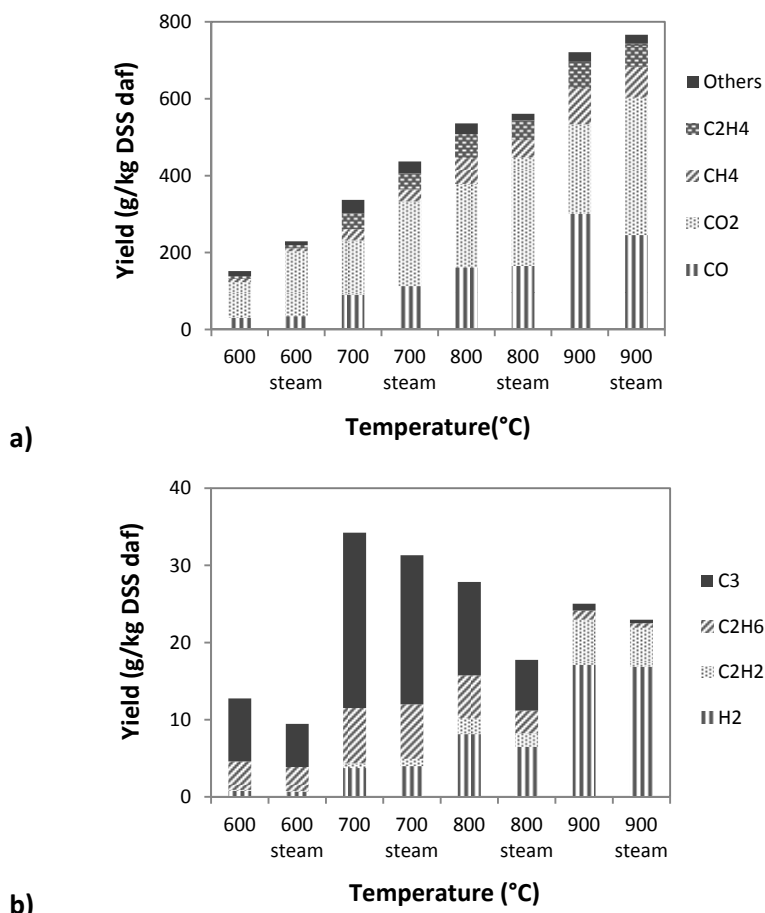 800
600
400
200
0
Yield (g/kg DSS daf)
600
600 steam
700
700 steam
800
800 steam
900
900 steam
Temperature(°C)
Others
C2H4
CH4
CO2
CO
a)
40
30
20
10
0
Yield (g/kg DSS daf)
600
600 steam
700
700 steam
800
800 steam
900
900 steam
Temperature (°C)
C3
C2H6
C2H2
H2
b)